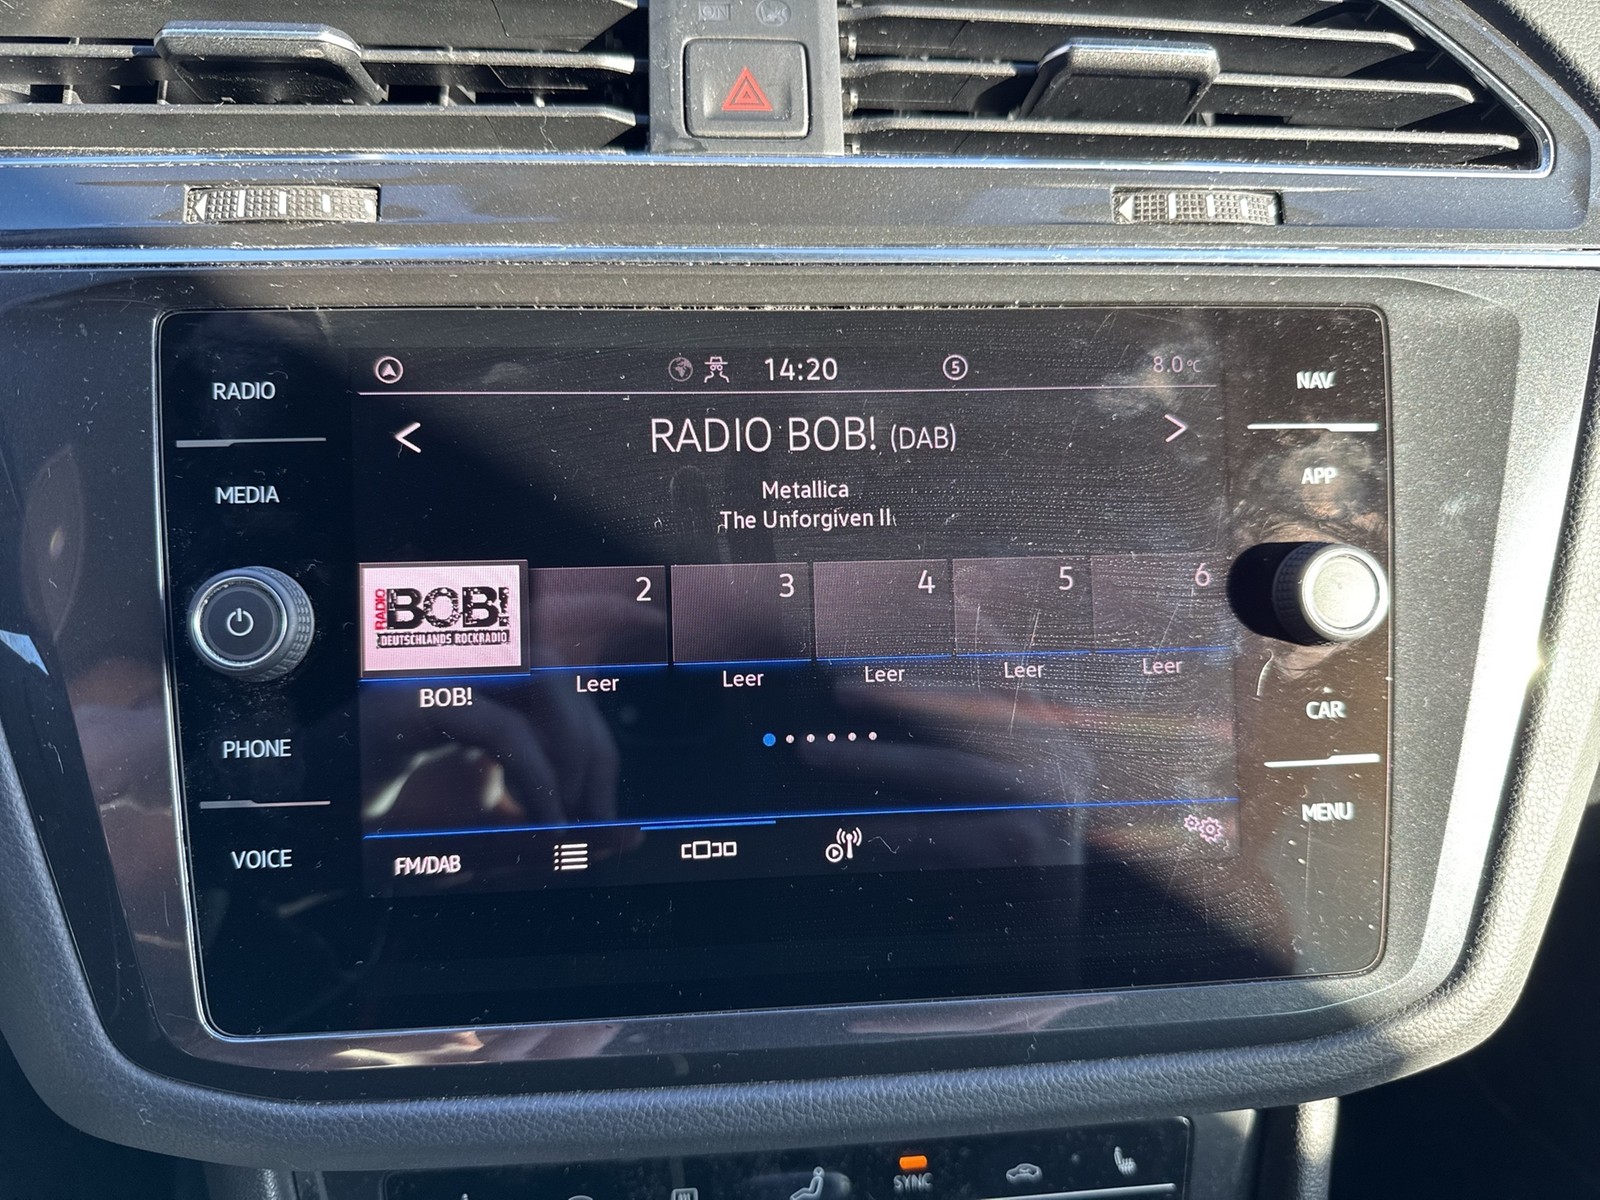 14:20
5
8.0°C
RADIO
NAV
< RADIO BOB! (DAB) >
APP
MEDIA
Metallica
The Unforgiven II
RADIO
BOB!
DEUTSCHLANDS ROCKRADIO
2
3
4
5
6
BOB!
Leer
Leer
Leer
Leer
Leer
CAR
PHONE
MENU
VOICE
FM/DAB
SYNC